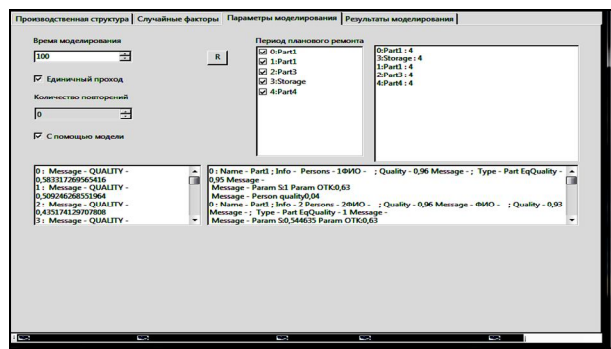 Производственная структура Случайные факторы Параметры моделирования Результаты моделирования
Время моделирования
100
R
Единичный проход
Количество повторений
0
С помощью модели
Период планового ремонта
0:Part1
1:Part1
2:Part3
3:Storage
4:Part4
0:Part1 : 4
3:Storage : 4
1:Part1 : 4
2:Part3 : 4
4:Part4 : 4
0 : Message - QUALITY -
0,583317269565416
1 : Message - QUALITY -
0,509246268551964
2 : Message - QUALITY -
0,435174129707808
3 : Message - QUALITY -
0 : Name - Part1 ; Info - Persons - 1ФИО - ; Quality - 0,96 Message - ; Type - Part EqQuality -
0,95 Message -
Message - Param S:1 Param ОТК:0,63
Message - Person quality0,04
0 : Name - Part1 ; Info - 2 Persons - 2ФИО - ; Quality - 0,96 Message - ФИО - ; Quality - 0,93
Message - ; Type - Part EqQuality - 1 Message -
Message - Param S:0,544635 Param ОТК:0,63